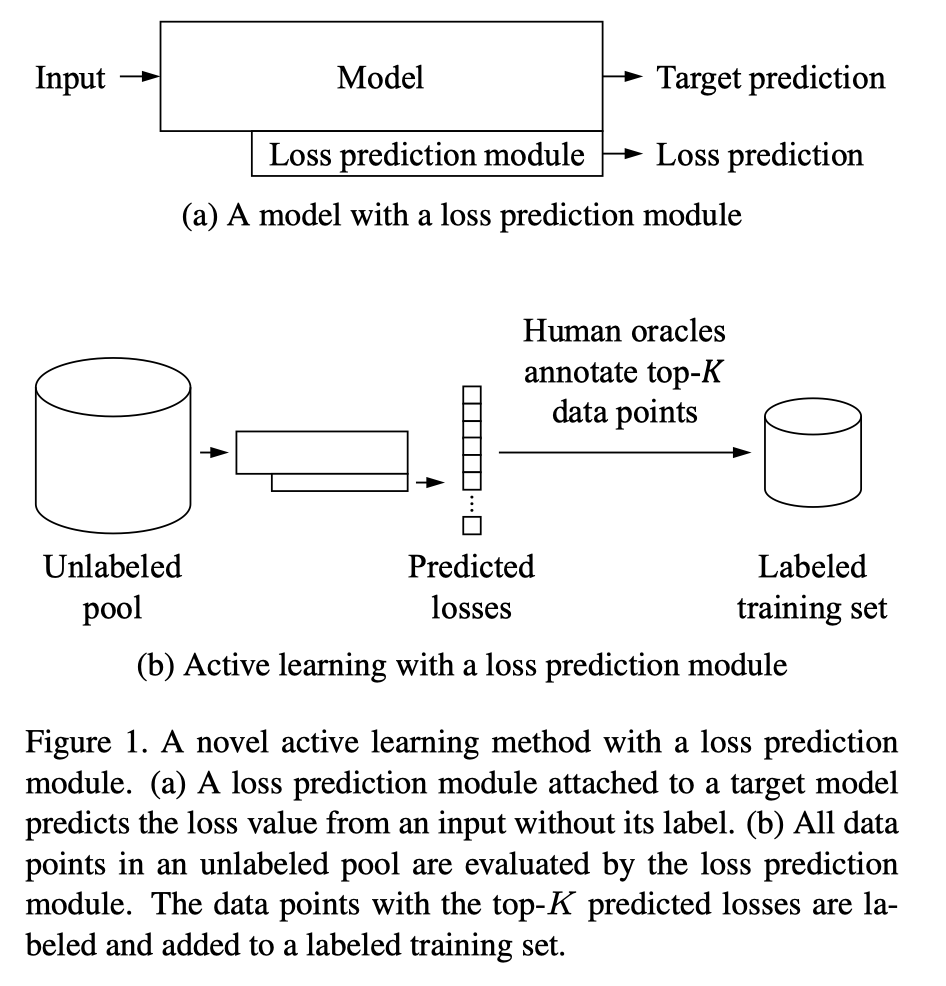 Input
Model
Target prediction
Loss prediction module
Loss prediction
(a) A model with a loss prediction module
Human oracles
annotate top-K
data points
Unlabeled
pool
Predicted
losses
Labeled
training set
(b) Active learning with a loss prediction module
Figure 1. A novel active learning method with a loss prediction
module. (a) A loss prediction module attached to a target model
predicts the loss value from an input without its label. (b) All data
points in an unlabeled pool are evaluated by the loss prediction
module. The data points with the top-K predicted losses are la-
beled and added to a labeled training set.